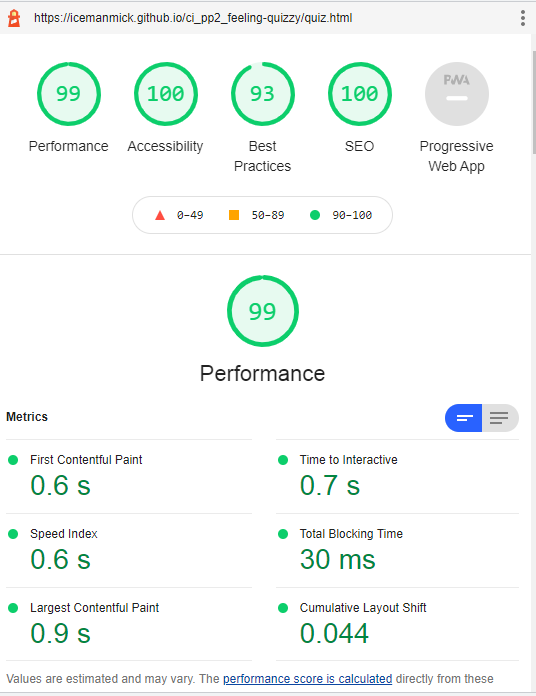 https://icemanmick.github.io/ci_pp2_feeling-quizzy/quiz.html
99 100 93 100 PWA
Performance Accessibility Best Practices SEO Progressive Web App
0–49 50–89 90–100
99
Performance
Metrics
First Contentful Paint
0.6 s
Time to Interactive
0.7 s
Speed Index
0.6 s
Total Blocking Time
30 ms
Largest Contentful Paint
0.9 s
Cumulative Layout Shift
0.044
Values are estimated and may vary. The performance score is calculated directly from these